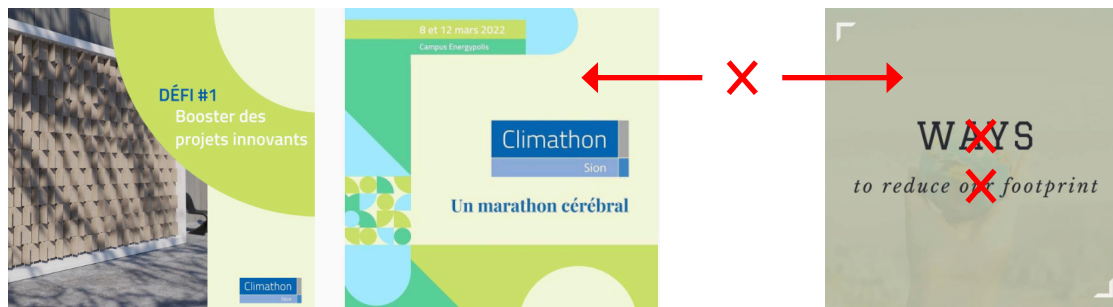 DÉFI #1
Booster des
projets innovants
Climathon
Sion
8 et 12 mars 2022
Campus Energypolis
Climathon
Sion
Un marathon cérébral
WAYS
to reduce our footprint